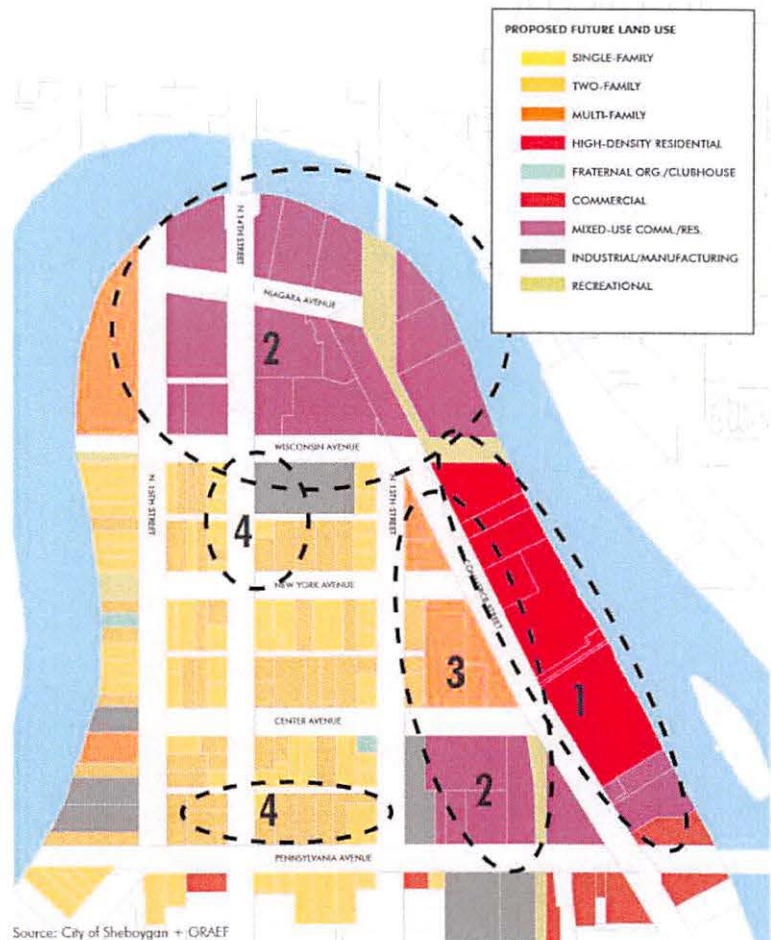 PROPOSED FUTURE LAND USE
SINGLE-FAMILY
TWO-FAMILY
MULTI-FAMILY
HIGH-DENSITY RESIDENTIAL
FRATERNAL ORG./CLUBHOUSE
COMMERCIAL
MIXED-USE COMM./RES.
INDUSTRIAL/MANUFACTURING
RECREATIONAL
N 14TH STREET
NIAGARA AVENUE
2
WISCONSIN AVENUE
N 15TH STREET
N 13TH STREET
4
COMMERCE STREET
NEW YORK AVENUE
3
1
CENTER AVENUE
2
4
PENNSYLVANIA AVENUE
Source: City of Sheboygan + GRAEF